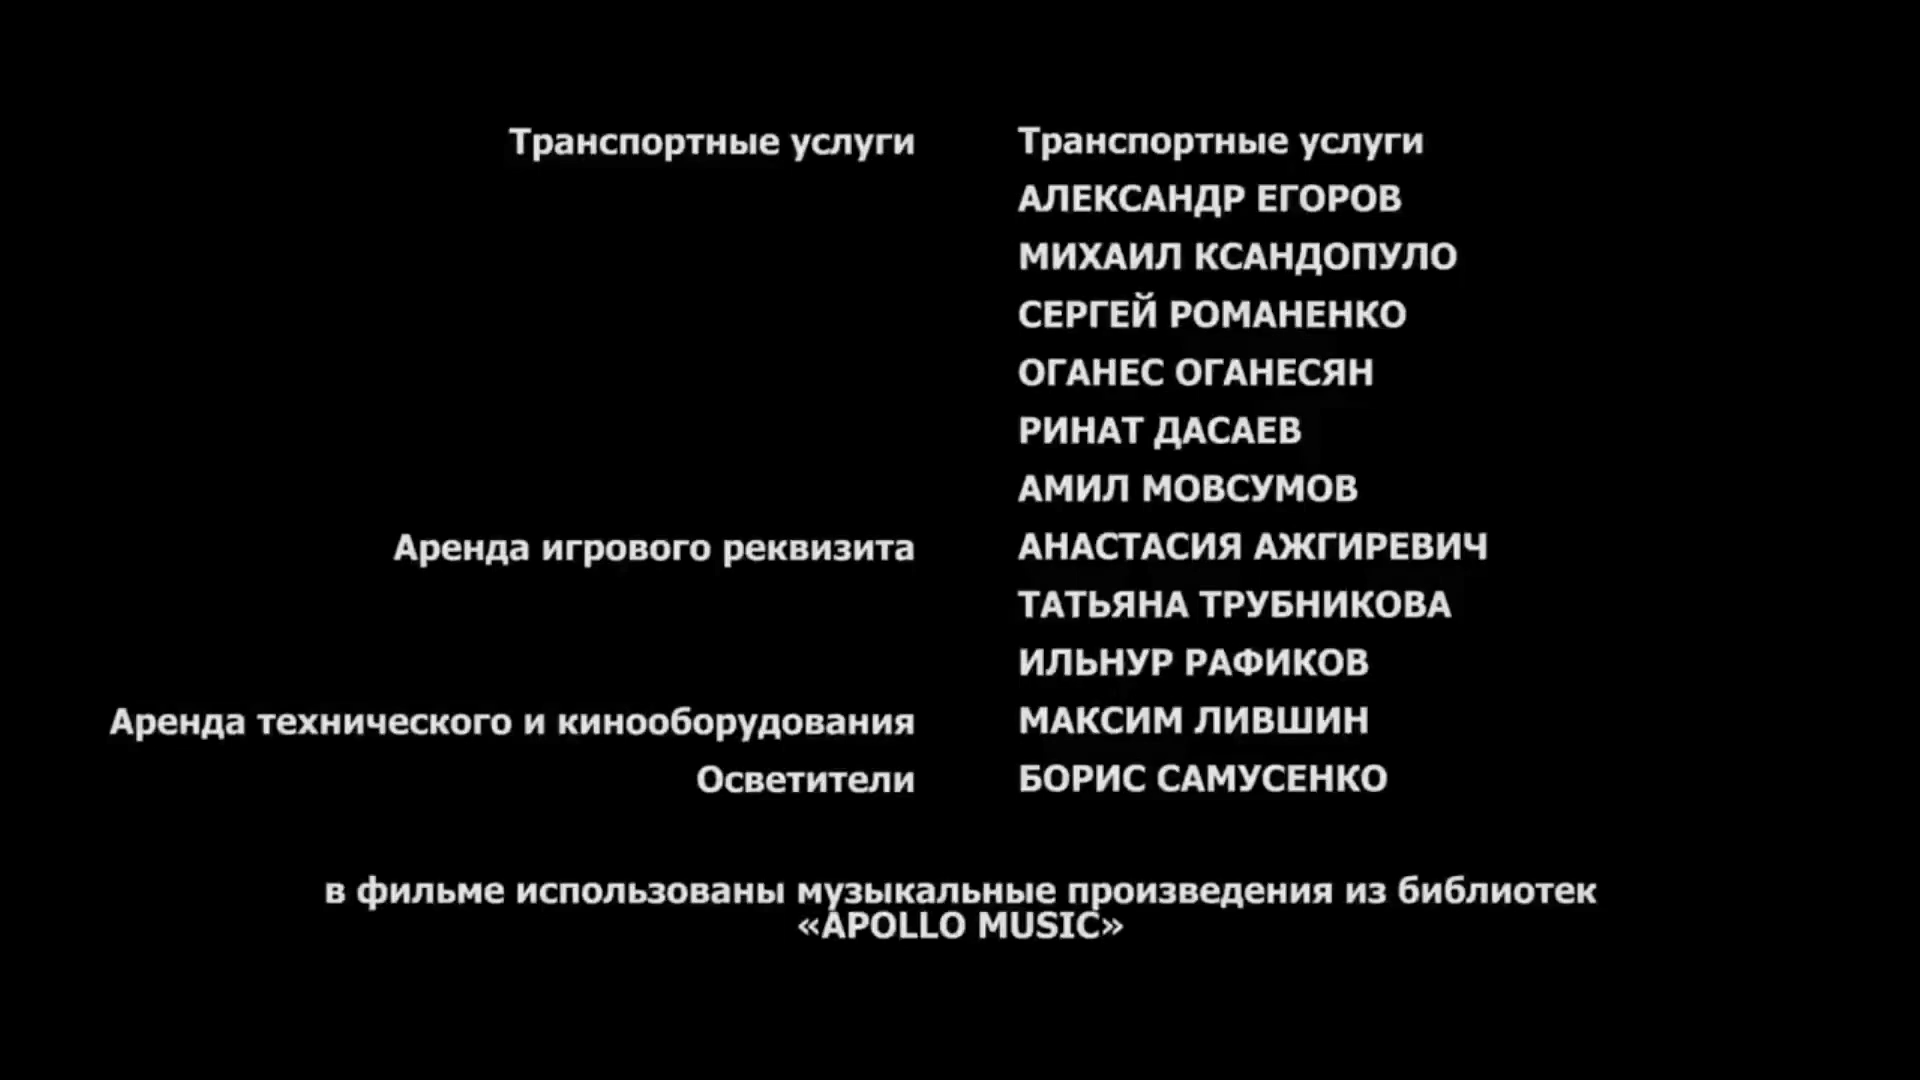 Транспортные услуги Транспортные услуги
АЛЕКСАНДР ЕГОРОВ
МИХАИЛ КСАНДОПУЛО
СЕРГЕЙ РОМАНЕНКО
ОГАНЕС ОГАНЕСЯН
РИНАТ ДАСАЕВ
АМИЛ МОВСУМОВ
Аренда игрового реквизита АНАСТАСИЯ АЖГИРЕВИЧ
ТАТЬЯНА ТРУБНИКОВА
ИЛЬНУР РАФИКОВ
Аренда технического и кинооборудования МАКСИМ ЛИВШИН
Осветители БОРИС САМУСЕНКО
в фильме использованы музыкальные произведения из библиотек
«APOLLO MUSIC»